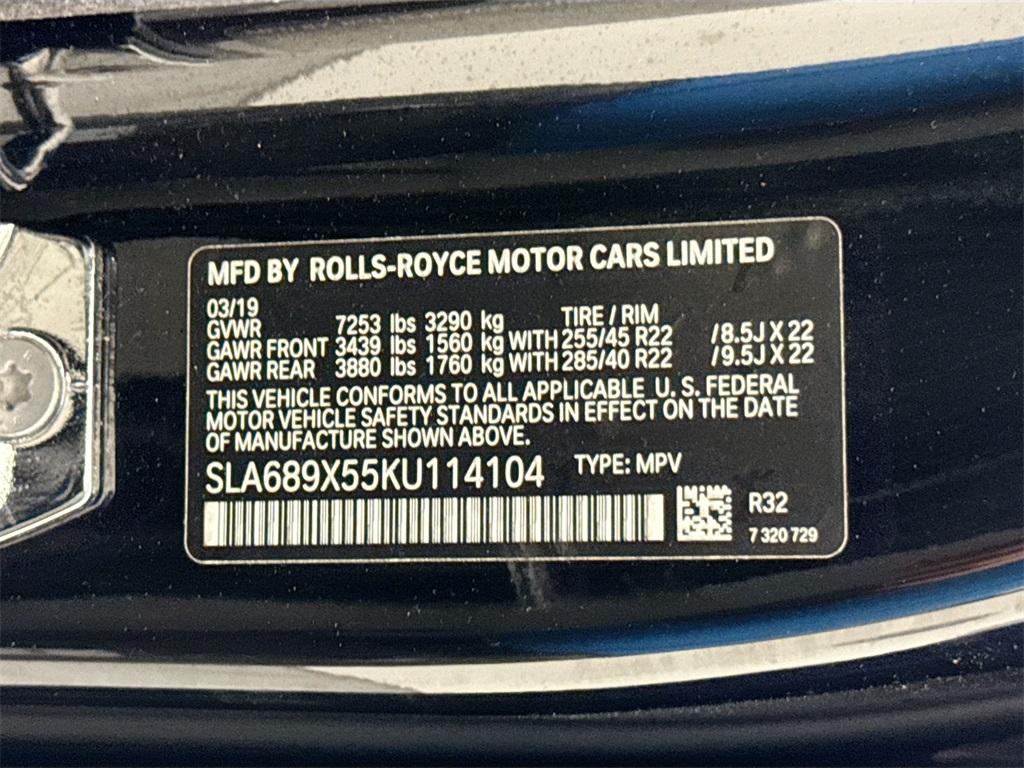 MFD BY ROLLS-ROYCE MOTOR CARS LIMITED
03/19 TIRE / RIM
GVWR 7253 lbs 3290 kg
GAWR FRONT 3439 lbs 1560 kg WITH 255/45 R22 /8.5J X 22
GAWR REAR 3880 lbs 1760 kg WITH 285/40 R22 /9.5J X 22
THIS VEHICLE CONFORMS TO ALL APPLICABLE U. S. FEDERAL
MOTOR VEHICLE SAFETY STANDARDS IN EFFECT ON THE DATE
OF MANUFACTURE SHOWN ABOVE.
SLA689X55KU114104 TYPE: MPV
R32
7 320 729